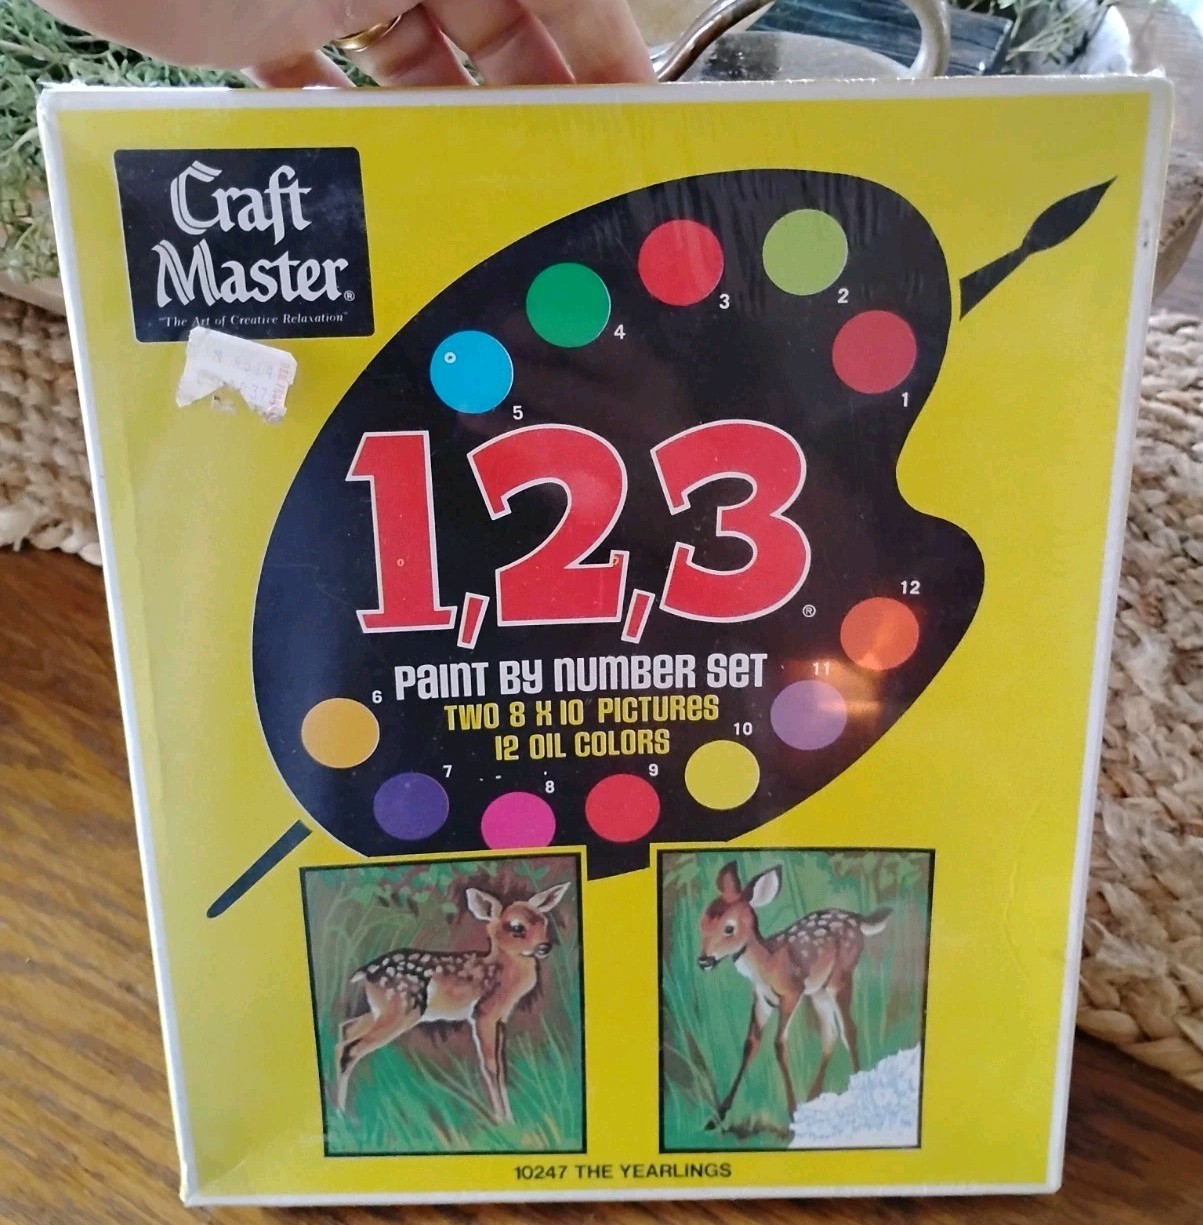 Craft
Master®
"The Art of Creative Relaxation"
2
3
4
1
5
1,2,3®
12
11
6
PAINT BY NUMBER SET
TWO 8 X 10 PICTURES
10
12 OIL COLORS
7
9
8
10247 THE YEARLINGS